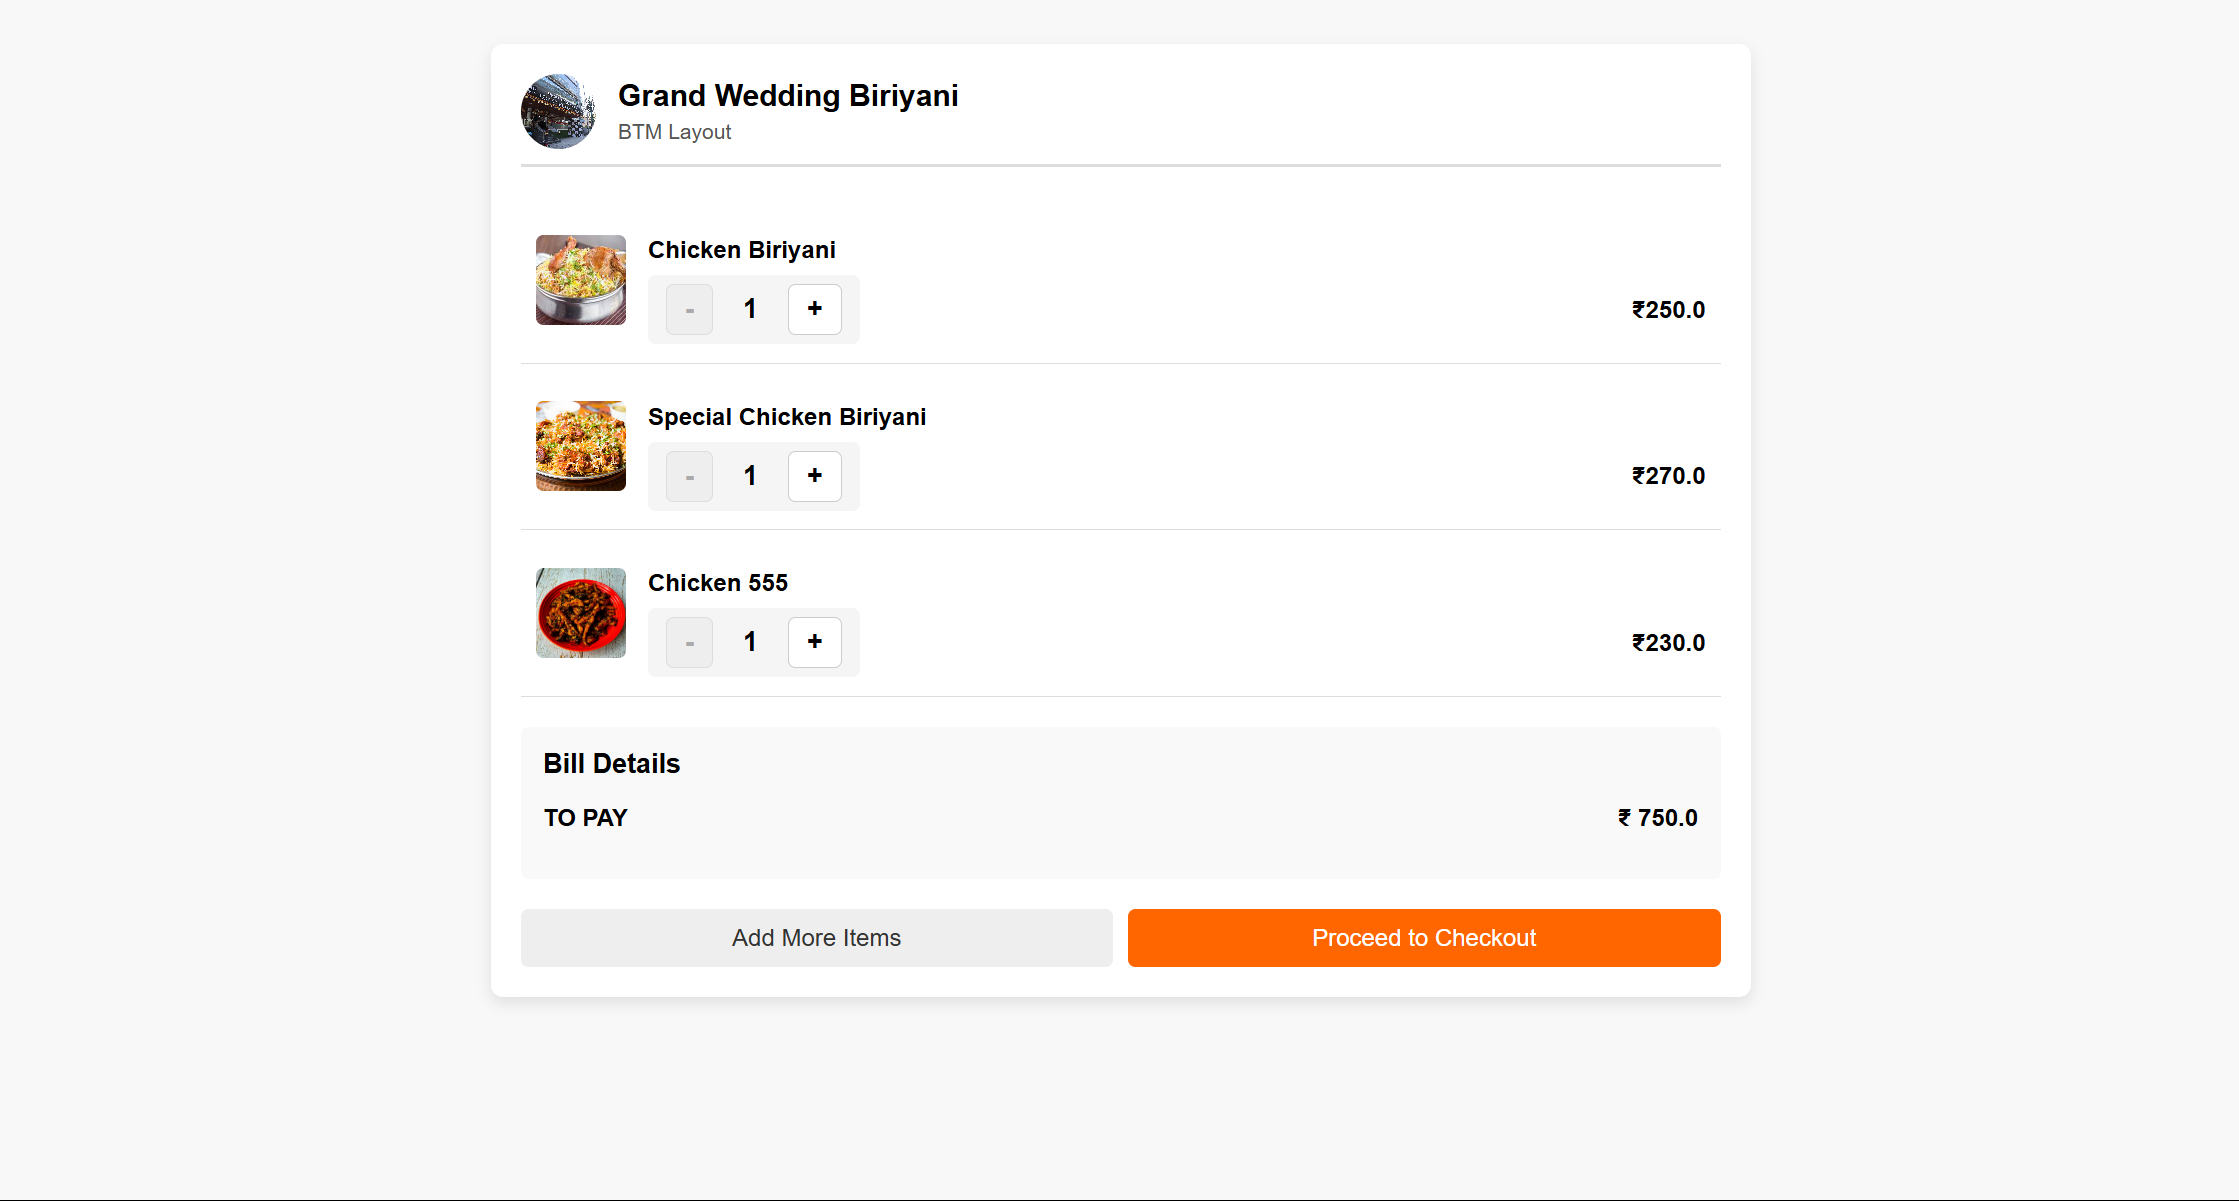 Grand Wedding Biriyani
BTM Layout
Chicken Biriyani
- 1 + ₹250.0
Special Chicken Biriyani
- 1 + ₹270.0
Chicken 555
- 1 + ₹230.0
Bill Details
TO PAY ₹ 750.0
Add More Items Proceed to Checkout